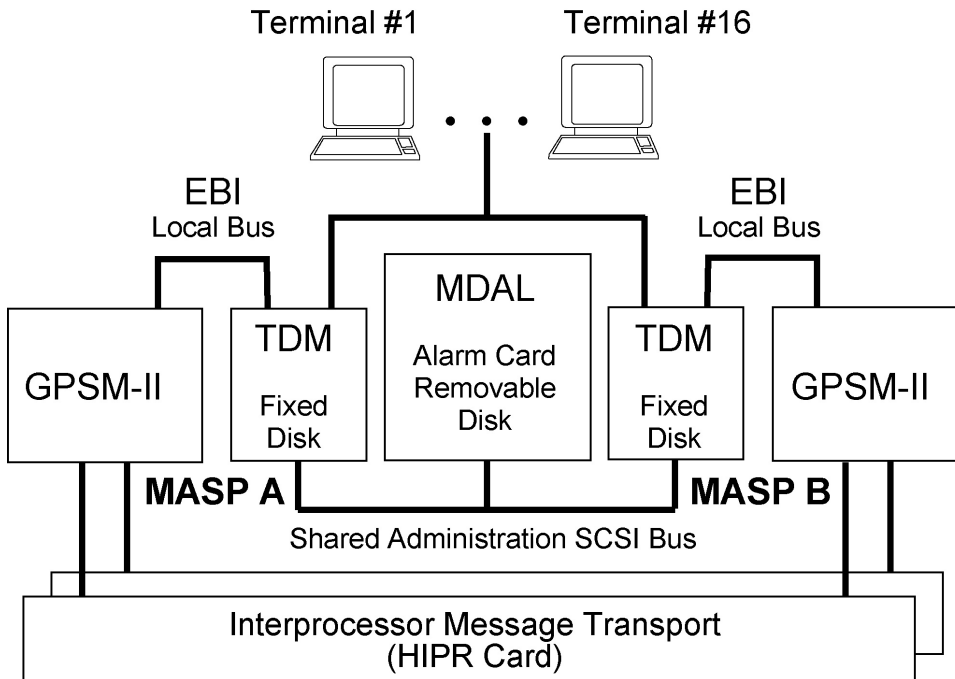 Terminal #1
Terminal #16
EBI
Local Bus
EBI
Local Bus
GPSM-II
TDM
Fixed
Disk
MDAL
Alarm Card
Removable
Disk
TDM
Fixed
Disk
GPSM-II
MASP A
MASP B
Shared Administration SCSI Bus
Interprocessor Message Transport
(HIPR Card)